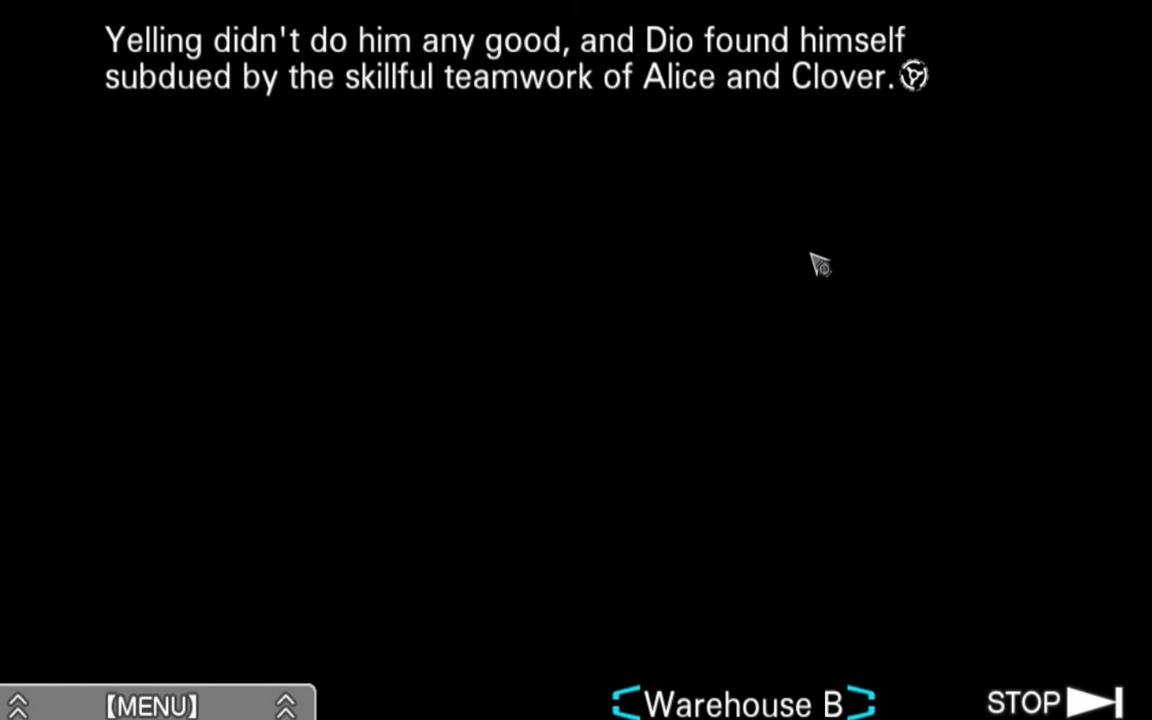 Yelling didn't do him any good, and Dio found himself
subdued by the skillful teamwork of Alice and Clover.
【MENU】
Warehouse B
STOP